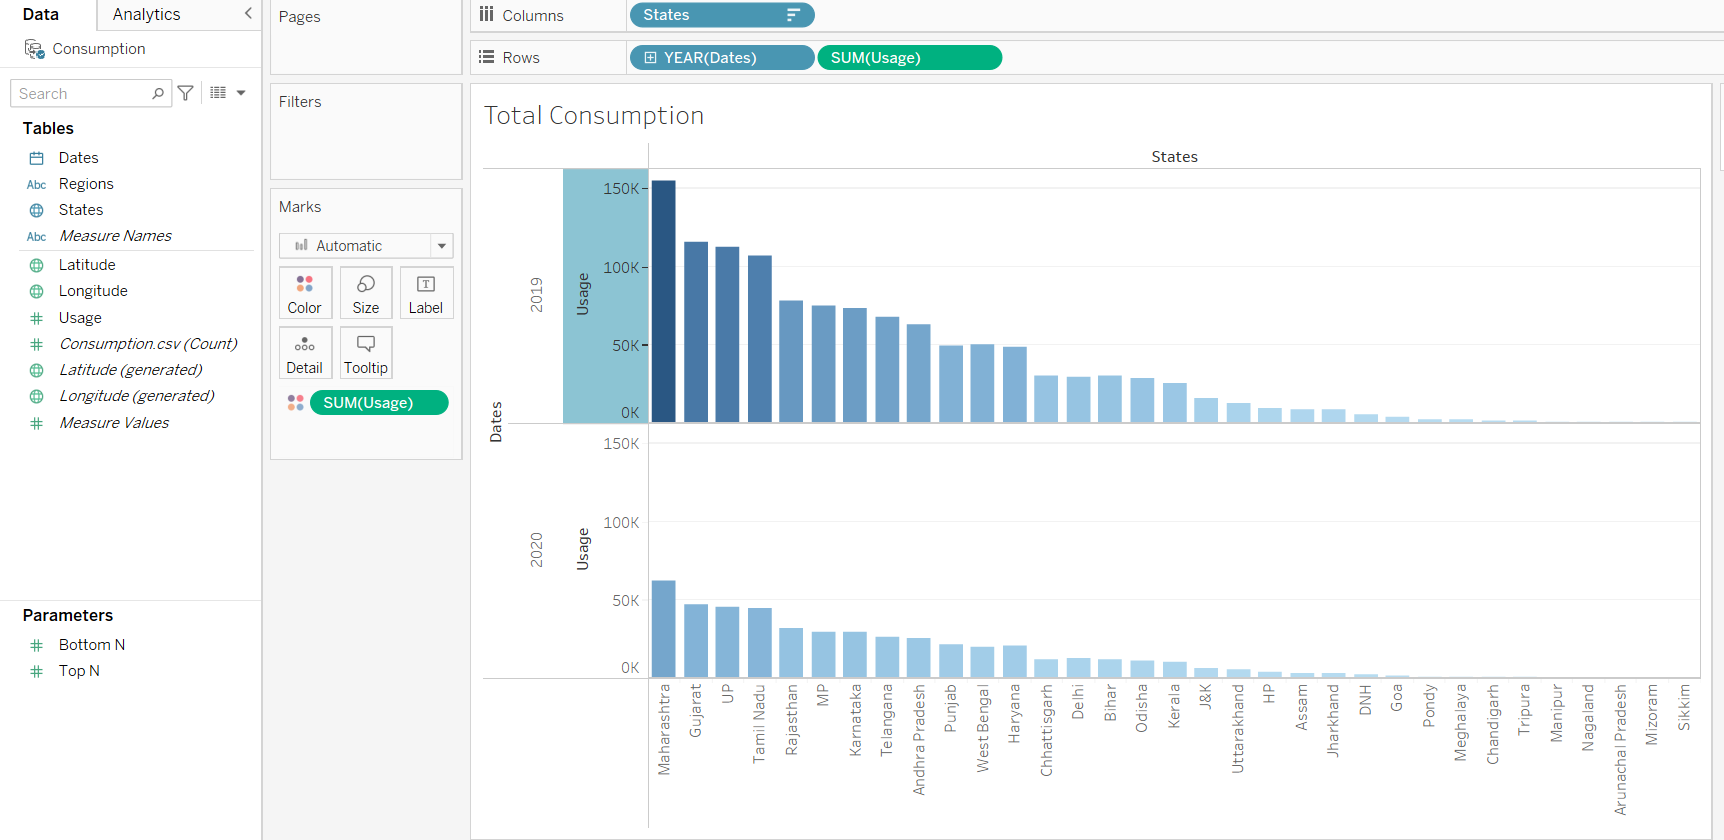 Data
Analytics
Consumption
Search
Tables
Dates
Abc Regions
States
Abc Measure Names
Latitude
Longitude
Usage
Consumption.csv (Count)
Latitude (generated)
Longitude (generated)
Measure Values
Parameters
Bottom N
Top N
Pages
Filters
Marks
Automatic
Color
Size
T
Label
Detail
Tooltip
SUM(Usage)
Columns
States
Rows
YEAR(Dates)
SUM(Usage)
Total Consumption
States
Dates
2019
Usage
150K
100K
50K
0K
2020
Usage
150K
100K
50K
0K
Maharashtra
Gujarat
UP
Tamil Nadu
Rajasthan
MP
Karnataka
Telangana
Andhra Pradesh
Punjab
West Bengal
Haryana
Chhattisgarh
Delhi
Bihar
Odisha
Kerala
J&K
Uttarakhand
HP
Assam
Jharkhand
DNH
Goa
Pondy
Meghalaya
Chandigarh
Tripura
Manipur
Nagaland
Arunachal Pradesh
Mizoram
Sikkim